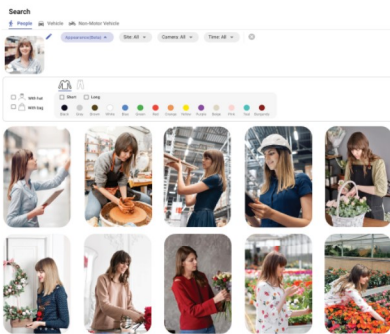 Search
People Vehicle Non-Motor Vehicle
Appearance/Body Site: All Camera: All Time: All
Short Long
With Hat
With bag
Black Gray Brown White Blue Green Red Orange Yellow Purple Beige Pink Teal Burgundy